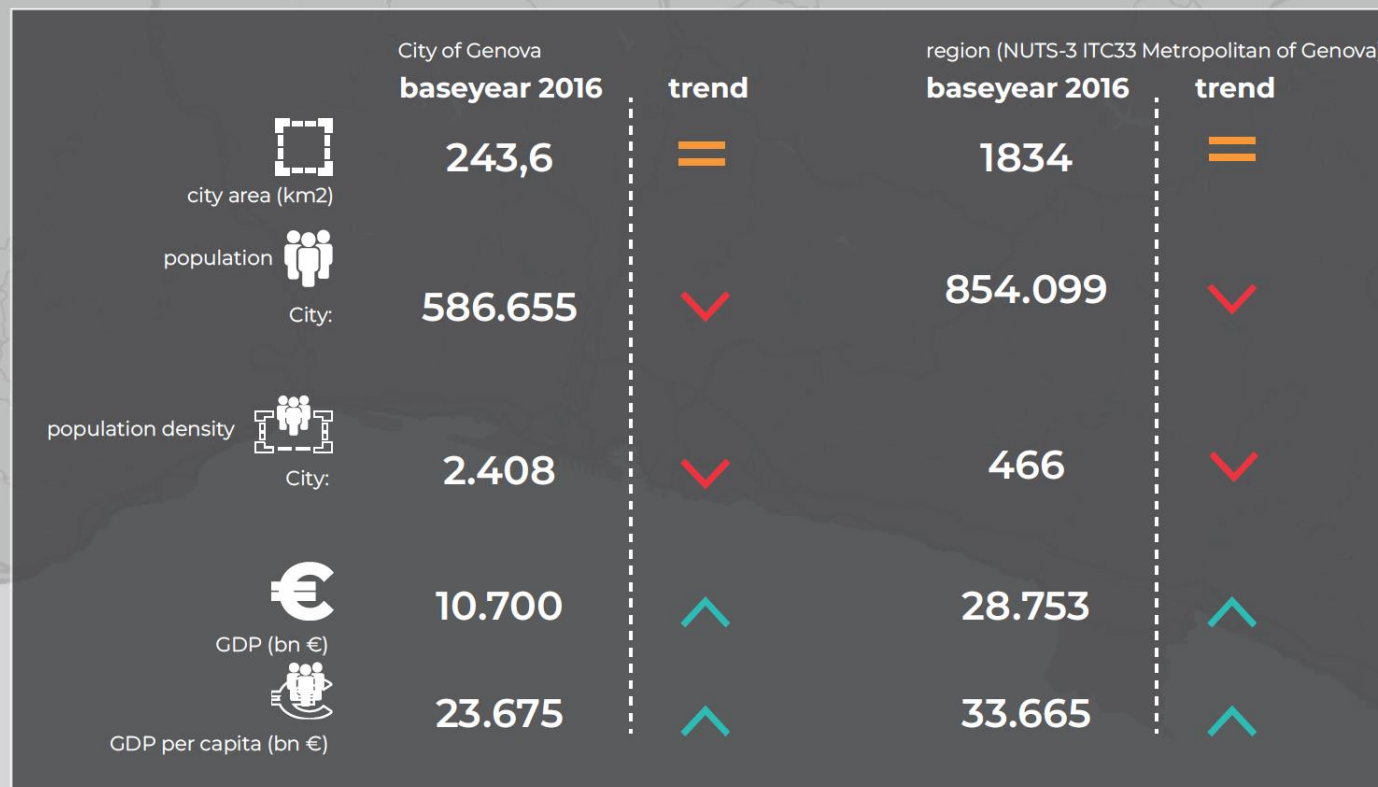 City of Genova
baseyear 2016 trend
region (NUTS-3 ITC33 Metropolitan of Genova
baseyear 2016 trend
243,6 = 1834 =
city area (km2)
population
City: 586.655 854.099
population density
City: 2.408 466
€ 10.700 28.753
GDP (bn €)
23.675 33.665
GDP per capita (bn €)